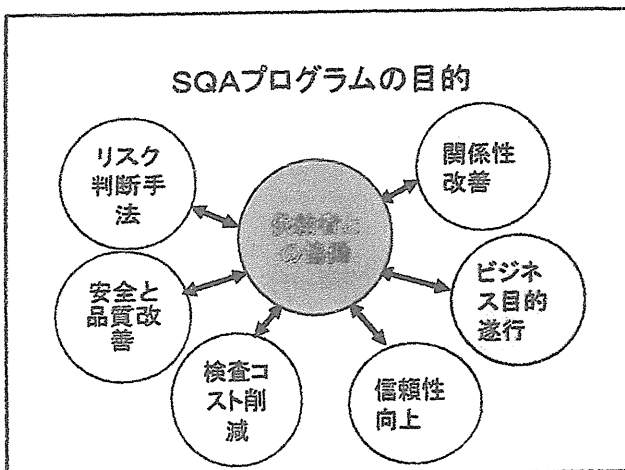 SQAプログラムの目的
リスク
判断手
法
関係性
改善
安全と
品質改
善
ビジネ
ス目的
遂行
検査コ
スト削
減
信頼性
向上